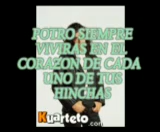 POTRO SIEMPRE
VIVIRAS EN EL
CORAZON DE CADA
UNO DE TUS
HINCHAS
Kuarteto.com